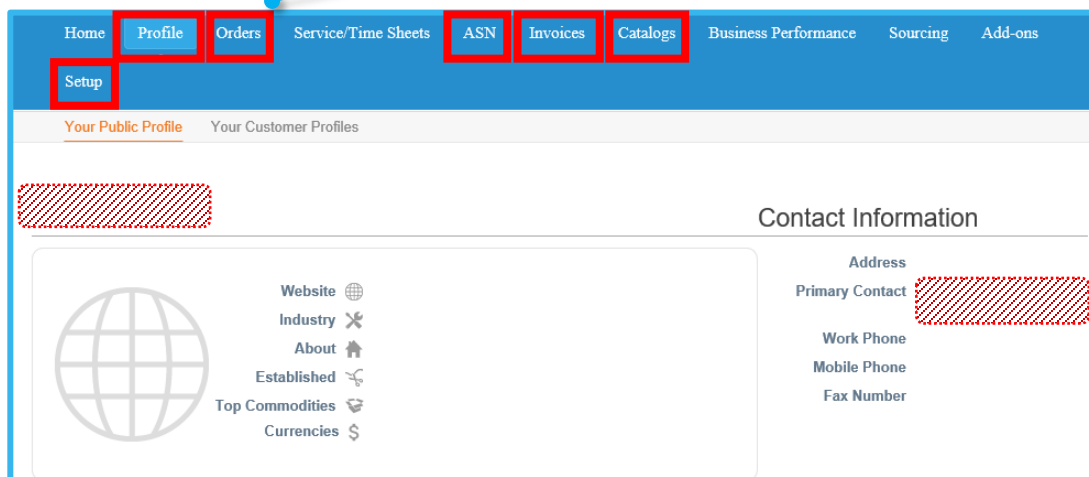 Home Profile Orders Service/Time Sheets ASN Invoices Catalogs Business Performance Sourcing Add-ons
Setup
Your Public Profile Your Customer Profiles
Contact Information
Website
Industry
About
Established
Top Commodities
Currencies $
Address
Primary Contact
Work Phone
Mobile Phone
Fax Number